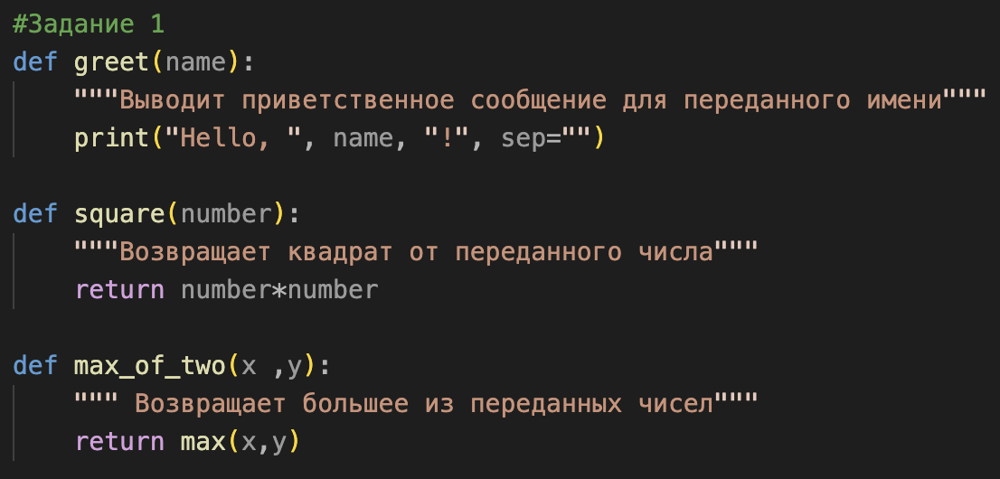 #Задание 1
def greet(name):
    """Выводит приветственное сообщение для переданного имени"""
    print("Hello, ", name, "!", sep="")

def square(number):
    """Возвращает квадрат от переданного числа"""
    return number*number

def max_of_two(x ,y):
    """ Возвращает большее из переданных чисел"""
    return max(x,y)